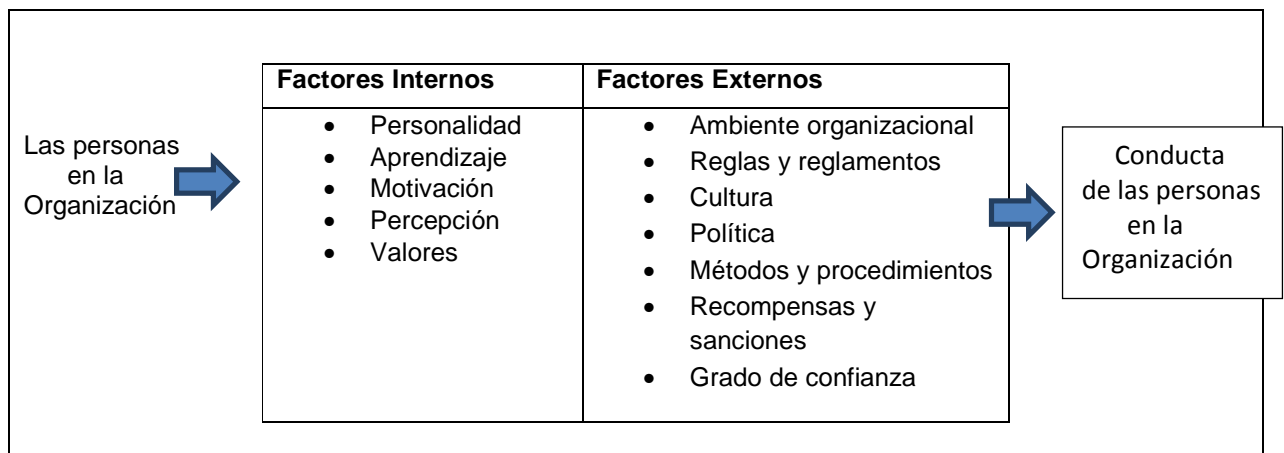 Las personas
en la
Organización
Factores Internos
• Personalidad
• Aprendizaje
• Motivación
• Percepción
• Valores
Factores Externos
• Ambiente organizacional
• Reglas y reglamentos
• Cultura
• Política
• Métodos y procedimientos
• Recompensas y
sanciones
• Grado de confianza
Conducta
de las personas
en la
Organización